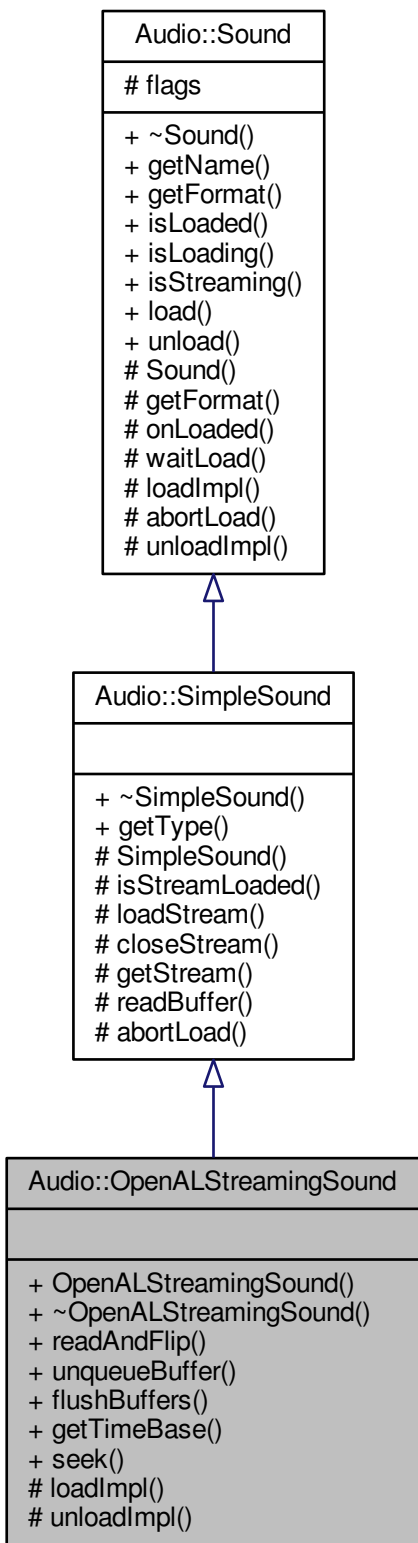 Audio::Sound
# flags
+ ~Sound()
+ getName()
+ getFormat()
+ isLoaded()
+ isLoading()
+ isStreaming()
+ load()
+ unload()
# Sound()
# getFormat()
# onLoaded()
# waitLoad()
# loadImpl()
# abortLoad()
# unloadImpl()
Audio::SimpleSound
+ ~SimpleSound()
+ getType()
# SimpleSound()
# isStreamLoaded()
# loadStream()
# closeStream()
# getStream()
# readBuffer()
# abortLoad()
Audio::OpenALStreamingSound
+ OpenALStreamingSound()
+ ~OpenALStreamingSound()
+ readAndFlip()
+ unqueueBuffer()
+ flushBuffers()
+ getTimeBase()
+ seek()
# loadImpl()
# unloadImpl()